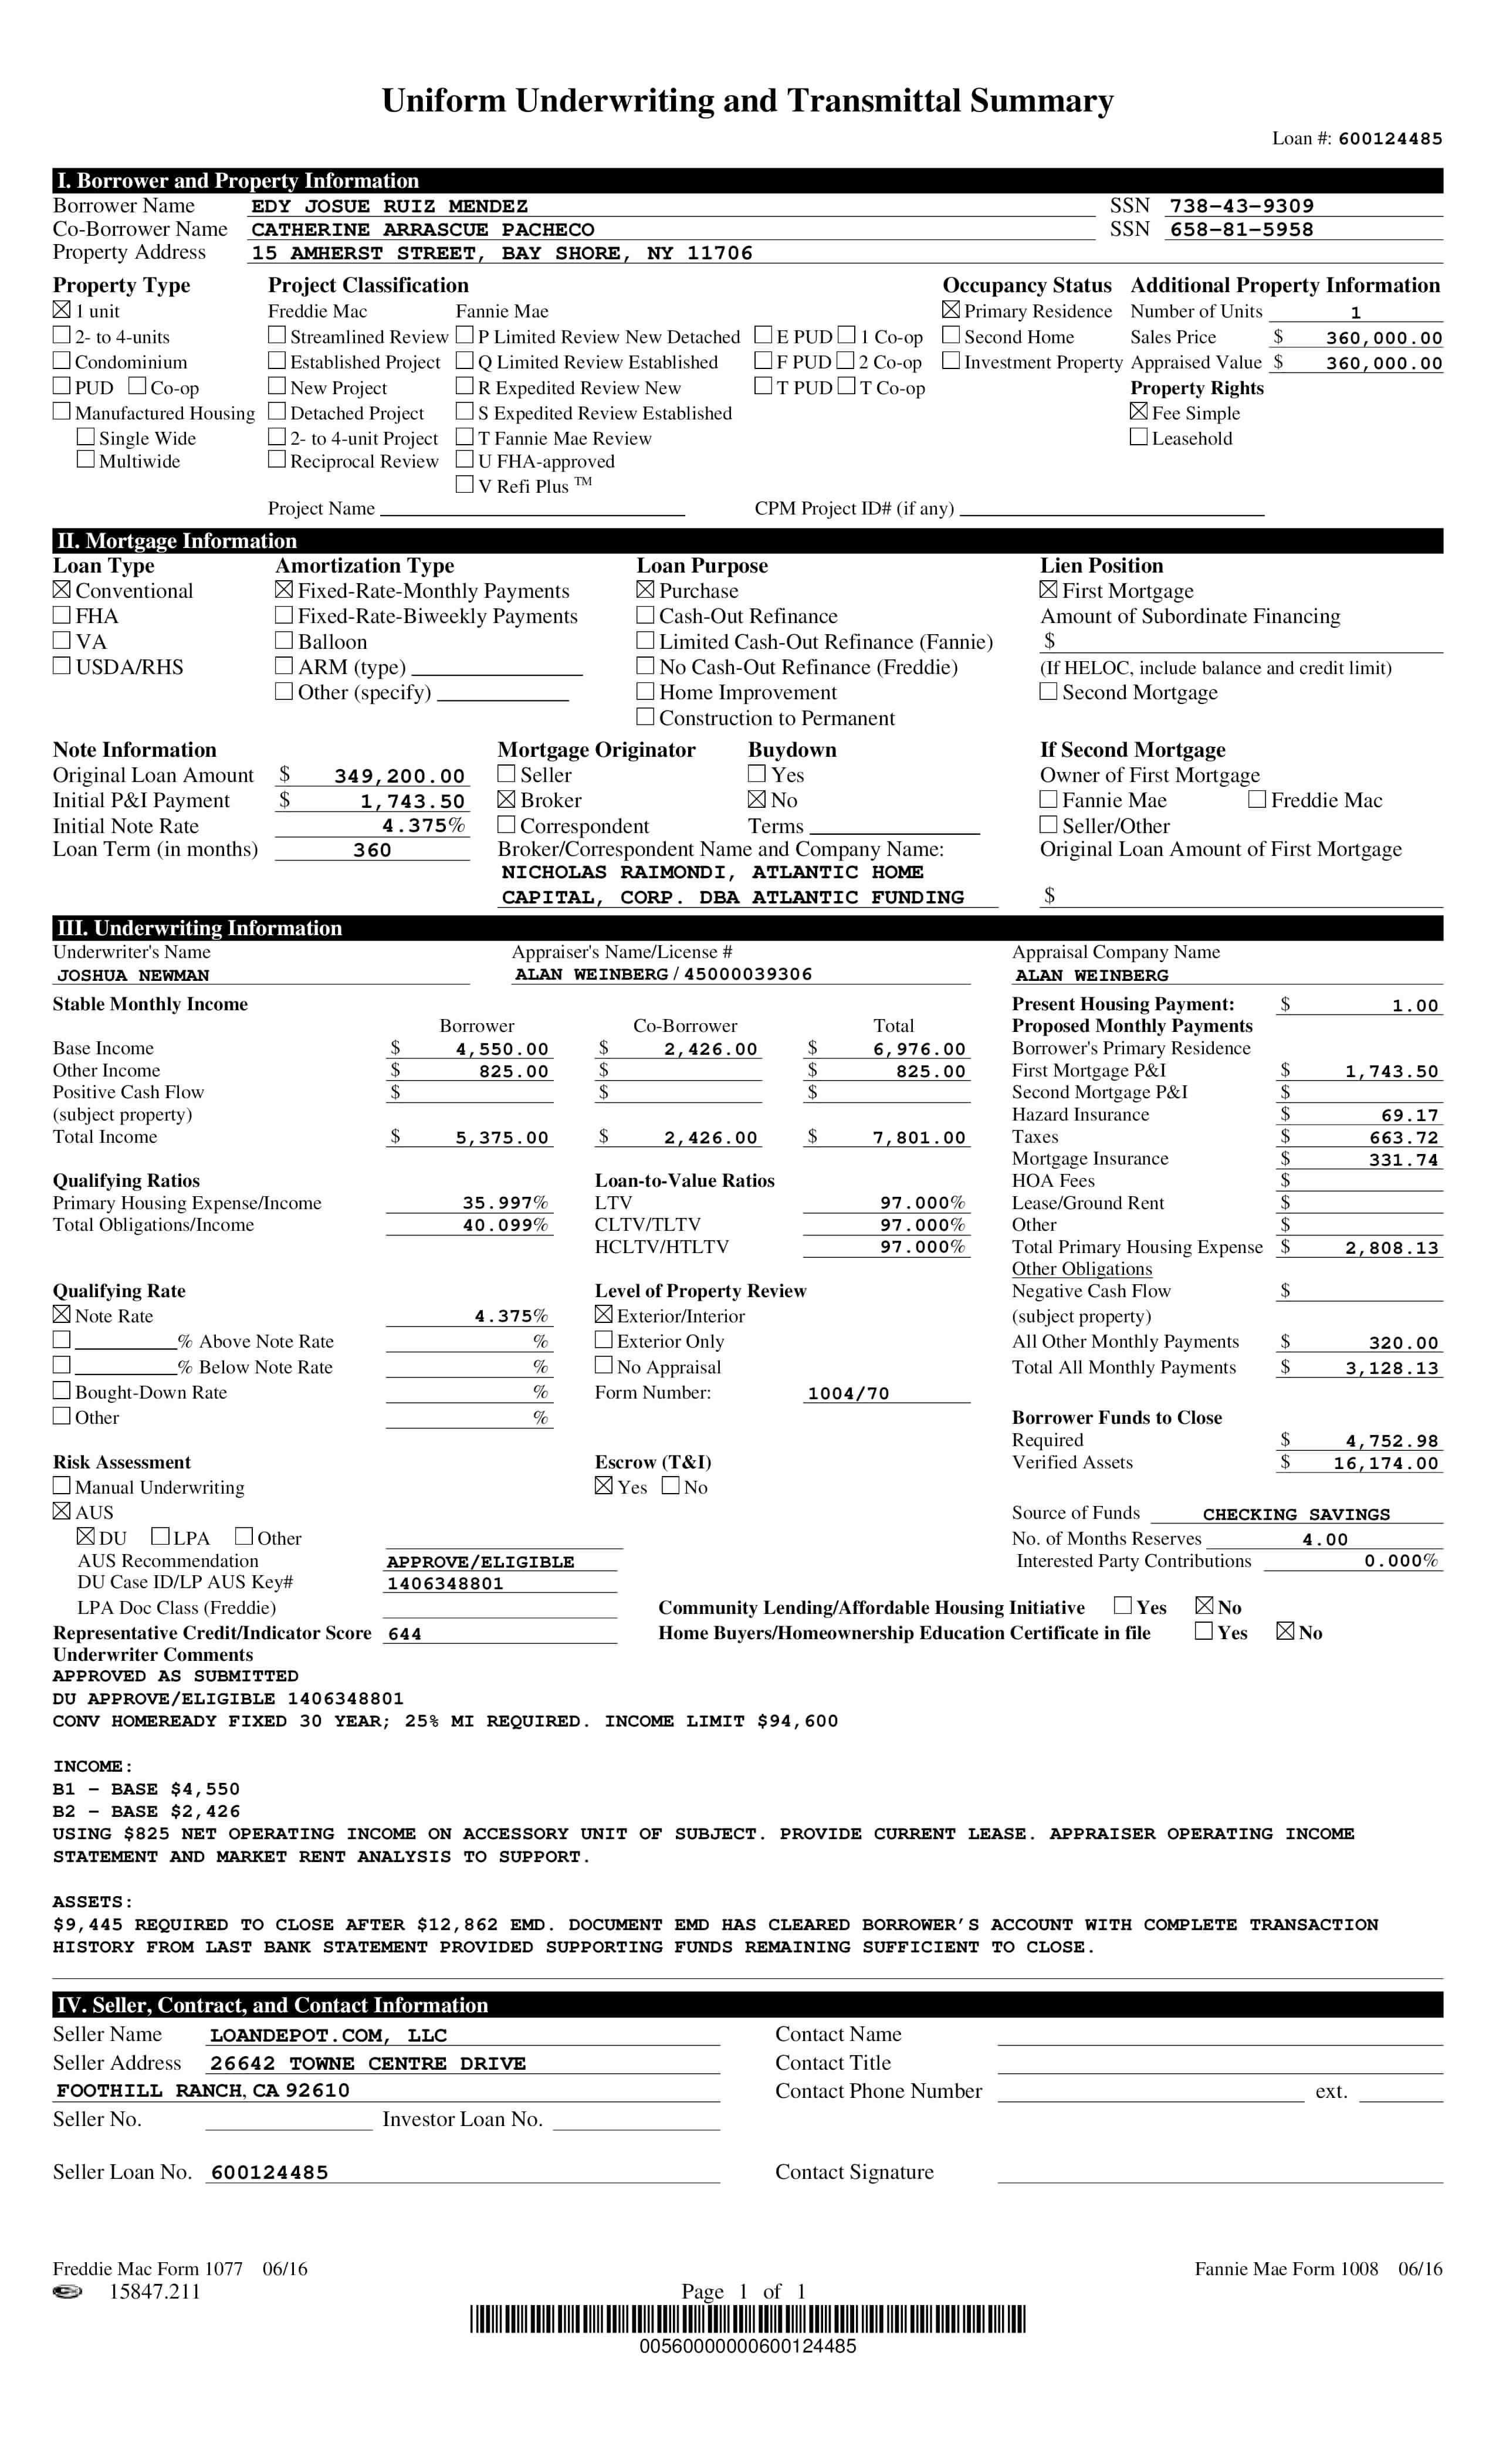 Uniform Underwriting and Transmittal Summary
Loan #: 600124485
I. Borrower and Property Information
Borrower Name EDY JOSUE RUIZ MENDEZ SSN 738-43-9309
Co-Borrower Name CATHERINE ARRASCUE PACHECO SSN 658-81-5958
Property Address 15 AMHERST STREET, BAY SHORE, NY 11706
Property Type Project Classification Occupancy Status Additional Property Information
☒ 1 unit Freddie Mac Fannie Mae ☒ Primary Residence Number of Units 1
☐ 2- to 4-units ☐ Streamlined Review ☐ P Limited Review New Detached ☐ E PUD ☐ 1 Co-op ☐ Second Home Sales Price $ 360,000.00
☐ Condominium ☐ Established Project ☐ Q Limited Review Established ☐ F PUD ☐ 2 Co-op ☐ Investment Property Appraised Value $ 360,000.00
☐ PUD ☐ Co-op ☐ New Project ☐ R Expedited Review New ☐ T PUD ☐ T Co-op Property Rights
☐ Manufactured Housing ☐ Detached Project ☐ S Expedited Review Established ☒ Fee Simple
☐ Single Wide ☐ 2- to 4-unit Project ☐ T Fannie Mae Review ☐ Leasehold
☐ Multiwide ☐ Reciprocal Review ☐ U FHA-approved
☐ V Refi Plus TM
Project Name CPM Project ID# (if any)
II. Mortgage Information
Loan Type Amortization Type Loan Purpose Lien Position
☒ Conventional ☒ Fixed-Rate-Monthly Payments ☒ Purchase ☒ First Mortgage
☐ FHA ☐ Fixed-Rate-Biweekly Payments ☐ Cash-Out Refinance Amount of Subordinate Financing
☐ VA ☐ Balloon ☐ Limited Cash-Out Refinance (Fannie) $
☐ USDA/RHS ☐ ARM (type) ☐ No Cash-Out Refinance (Freddie) (If HELOC, include balance and credit limit)
☐ Other (specify) ☐ Home Improvement ☐ Second Mortgage
☐ Construction to Permanent
Note Information Mortgage Originator Buydown If Second Mortgage
Original Loan Amount $ 349,200.00 ☐ Seller ☐ Yes Owner of First Mortgage
Initial P&I Payment $ 1,743.50 ☒ Broker ☒ No ☐ Fannie Mae ☐ Freddie Mac
Initial Note Rate 4.375% ☐ Correspondent Terms ☐ Seller/Other
Loan Term (in months) 360 Broker/Correspondent Name and Company Name: Original Loan Amount of First Mortgage
NICHOLAS RAIMONDI, ATLANTIC HOME
CAPITAL, CORP. DBA ATLANTIC FUNDING $
III. Underwriting Information
Underwriter's Name Appraiser's Name/License # Appraisal Company Name
JOSHUA NEWMAN ALAN WEINBERG / 45000039306 ALAN WEINBERG
Stable Monthly Income Present Housing Payment: $ 1.00
Borrower Co-Borrower Total Proposed Monthly Payments
Base Income $ 4,550.00 $ 2,426.00 $ 6,976.00 Borrower's Primary Residence
Other Income $ 825.00 $ $ 825.00 First Mortgage P&I $ 1,743.50
Positive Cash Flow $ $ $ Second Mortgage P&I $
(subject property) Hazard Insurance $ 69.17
Total Income $ 5,375.00 $ 2,426.00 $ 7,801.00 Taxes $ 663.72
Mortgage Insurance $ 331.74
Qualifying Ratios Loan-to-Value Ratios HOA Fees $
Primary Housing Expense/Income 35.997% LTV 97.000% Lease/Ground Rent $
Total Obligations/Income 40.099% CLTV/TLTV 97.000% Other $
HCLTV/HTLTV 97.000% Total Primary Housing Expense $ 2,808.13
Other Obligations
Qualifying Rate Level of Property Review Negative Cash Flow $
☒ Note Rate 4.375% ☒ Exterior/Interior (subject property)
☐ % Above Note Rate % ☐ Exterior Only All Other Monthly Payments $ 320.00
☐ % Below Note Rate % ☐ No Appraisal Total All Monthly Payments $ 3,128.13
☐ Bought-Down Rate % Form Number: 1004/70
☐ Other % Borrower Funds to Close
Required $ 4,752.98
Risk Assessment Escrow (T&I) Verified Assets $ 16,174.00
☐ Manual Underwriting ☒ Yes ☐ No
☒ AUS Source of Funds CHECKING SAVINGS
☒ DU ☐ LPA ☐ Other No. of Months Reserves 4.00
AUS Recommendation APPROVE/ELIGIBLE Interested Party Contributions 0.000%
DU Case ID/LP AUS Key# 1406348801
LPA Doc Class (Freddie) Community Lending/Affordable Housing Initiative ☐ Yes ☒ No
Representative Credit/Indicator Score 644 Home Buyers/Homeownership Education Certificate in file ☐ Yes ☒ No
Underwriter Comments
APPROVED AS SUBMITTED
DU APPROVE/ELIGIBLE 1406348801
CONV HOMEREADY FIXED 30 YEAR; 25% MI REQUIRED. INCOME LIMIT $94,600
INCOME:
B1 - BASE $4,550
B2 - BASE $2,426
USING $825 NET OPERATING INCOME ON ACCESSORY UNIT OF SUBJECT. PROVIDE CURRENT LEASE. APPRAISER OPERATING INCOME
STATEMENT AND MARKET RENT ANALYSIS TO SUPPORT.
ASSETS:
$9,445 REQUIRED TO CLOSE AFTER $12,862 EMD. DOCUMENT EMD HAS CLEARED BORROWER'S ACCOUNT WITH COMPLETE TRANSACTION
HISTORY FROM LAST BANK STATEMENT PROVIDED SUPPORTING FUNDS REMAINING SUFFICIENT TO CLOSE.
IV. Seller, Contract, and Contact Information
Seller Name LOANDEPOT.COM, LLC Contact Name
Seller Address 26642 TOWNE CENTRE DRIVE Contact Title
FOOTHILL RANCH, CA 92610 Contact Phone Number ext.
Seller No. Investor Loan No.
Seller Loan No. 600124485 Contact Signature
Freddie Mac Form 1077 06/16 Fannie Mae Form 1008 06/16
15847.211 Page 1 of 1
00560000000600124485